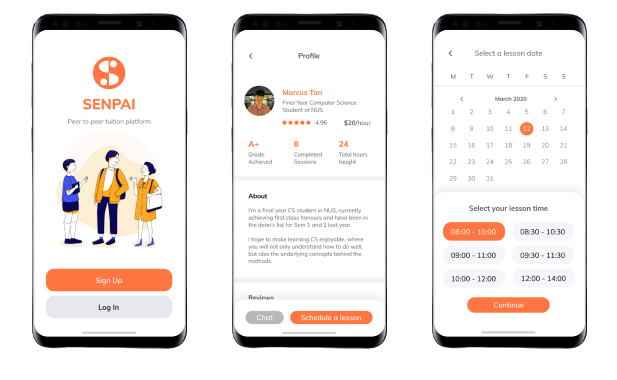 SENPAI
Peer to peer tuition platform
Sign Up
Log In
Profile
Marcus Tan
Final Year Computer Science
Student at NUS
4.96
$20/hour
A+
8
24
Grade
Completed
Total hours
Achieved
Sessions
taught
About
I'm a final year CS student in NUS, currently
achieving first class honours and have been in
the dean's list for Sem 1 and 2 last year.
I hope to make learning CS enjoyable, where
you will not only understand how to do well,
but also the underlying concepts behind the
methods.
Reviews
Chat
Schedule a lesson
Select a lesson date
M T W T F S S
March 2020
1 2 3 4 5 6 7
8 9 10 11 12 13 14
15 16 17 18 19 20 21
22 23 24 25 26 27 28
29 30 31
Select your lesson time
08:00 - 10:00
08:30 - 10:30
09:00 - 11:00
09:30 - 11:30
10:00 - 12:00
12:00 - 14:00
Continue